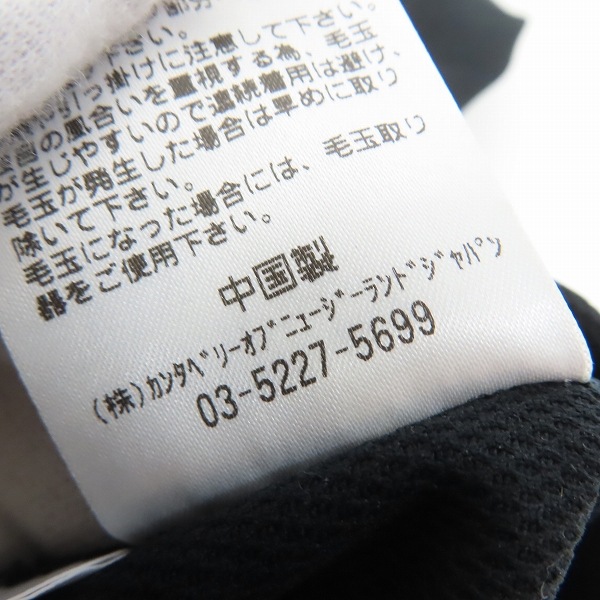 下さい。
引っ掛けに注意して下さい。
の風合いを重視する為、毛玉
が生じやすいので連続着用は避け、
毛玉が発生した場合は早めに取り
除いて下さい。
毛玉になった場合には、毛玉取り
器をご使用下さい。
中国製
(株)ｶﾝﾀﾍﾞﾘｰｵﾌﾞﾆｭｰｼﾞｰﾗﾝﾄﾞｼﾞｬﾊﾟﾝ
03-5227-5699